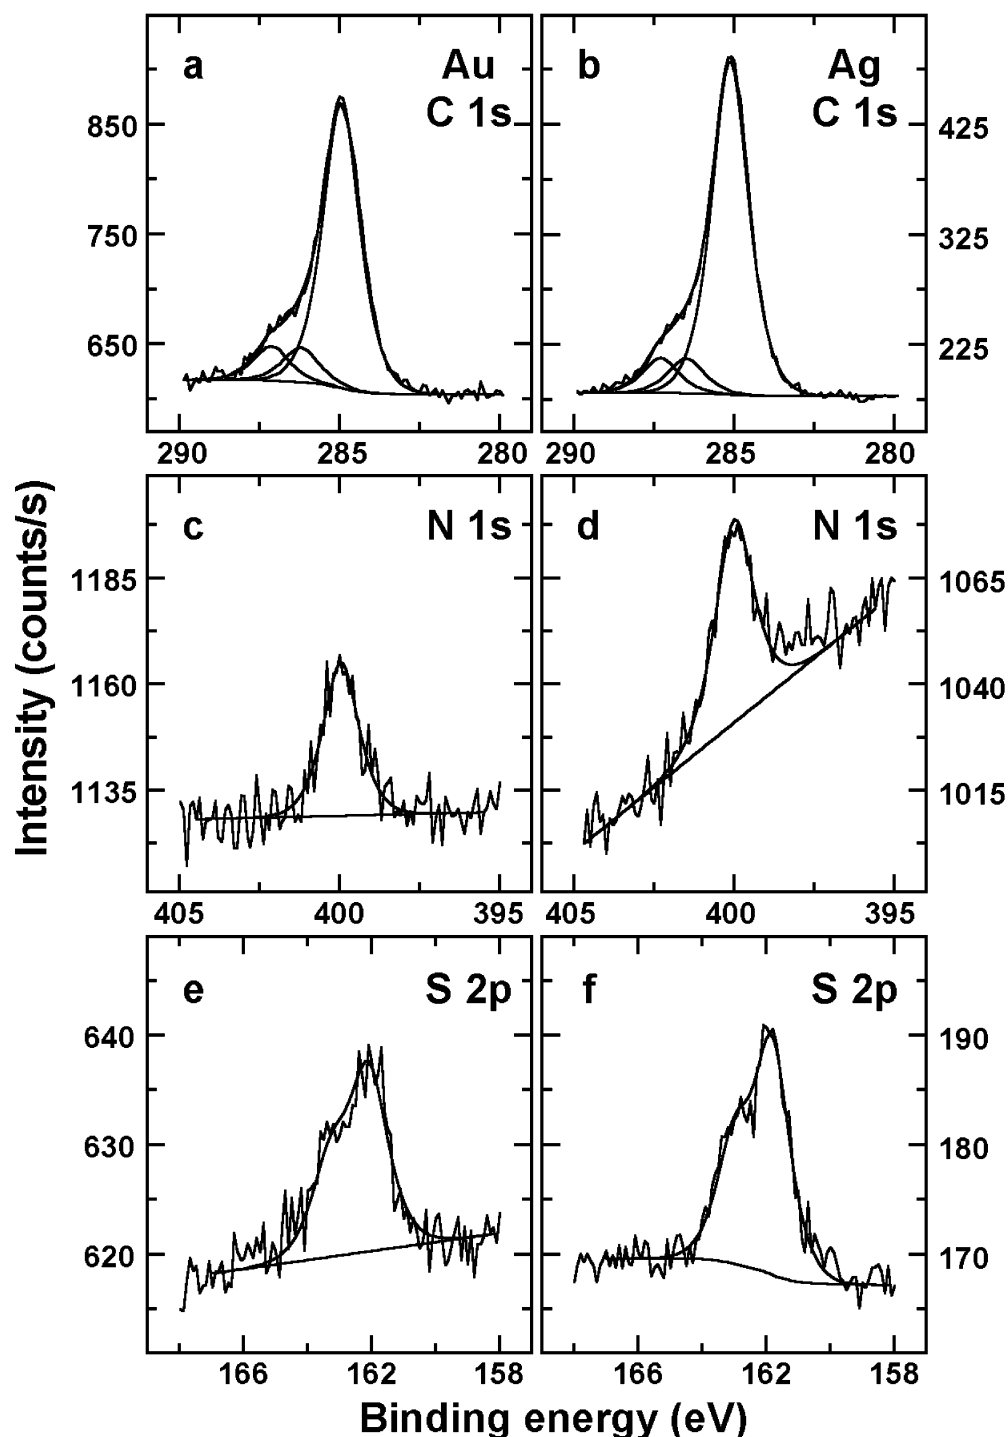 a Au b Ag
C 1s C 1s
850 425
750 325
650 225
290 285 280 290 285 280
c N 1s d N 1s
1185 1065
1160 1040
1135 1015
405 400 395 405 400 395
e S 2p f S 2p
640 190
630 180
620 170
166 162 158 166 162 158
Intensity (counts/s)
Binding energy (eV)